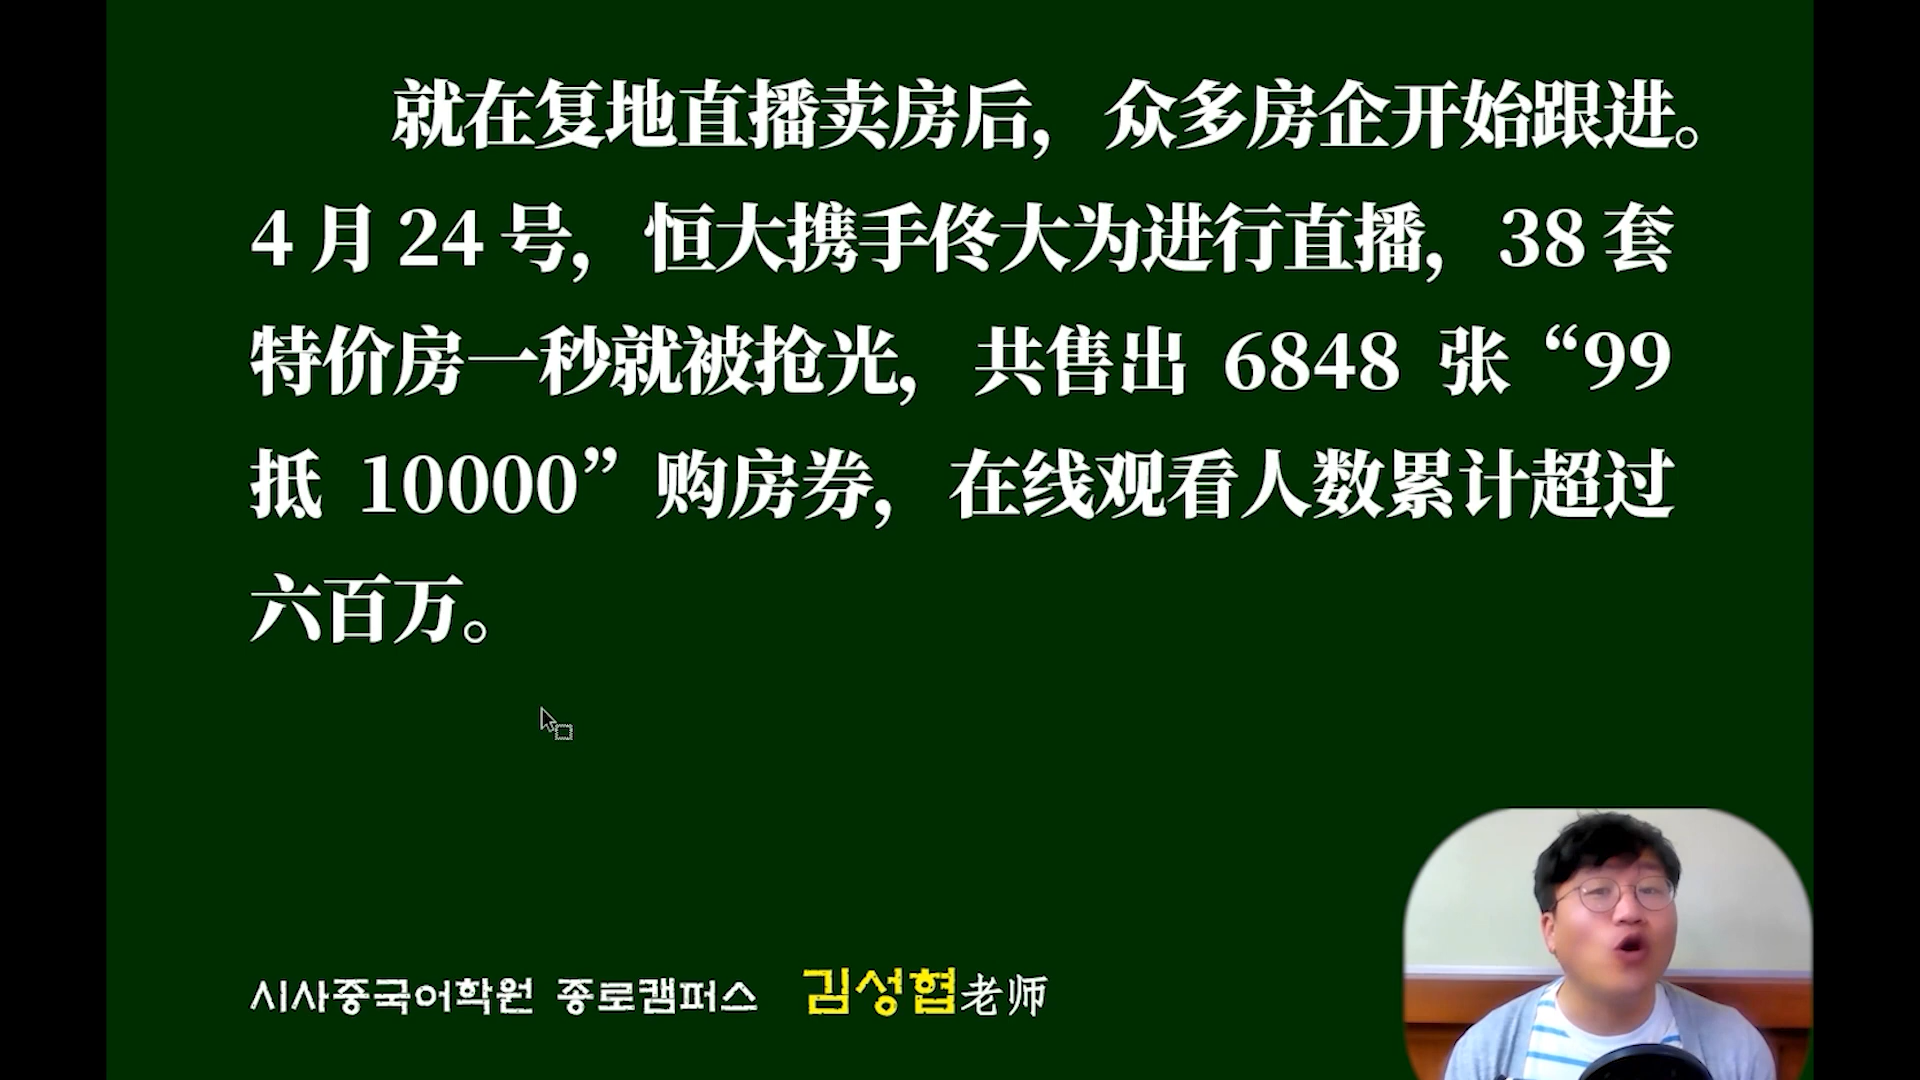 就在复地直播卖房后，众多房企开始跟进。
4月24号，恒大携手佟大为进行直播，38套
特价房一秒就被抢光，共售出 6848 张“99
抵 10000”购房券，在线观看人数累计超过
六百万。
시사중국어학원 종로캠퍼스 김성협老师